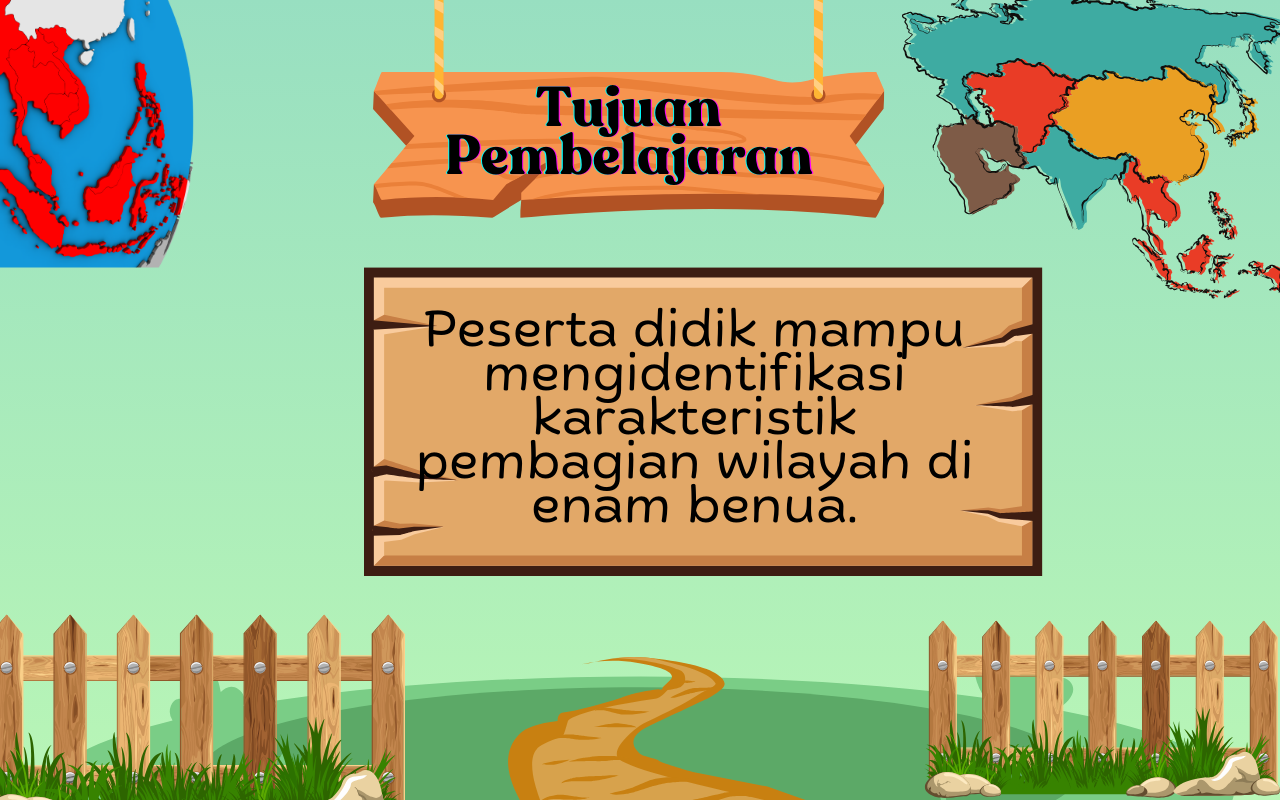 Tujuan
Pembelajaran
Peserta didik mampu
mengidentifikasi
karakteristik
pembagian wilayah di
enam benua.